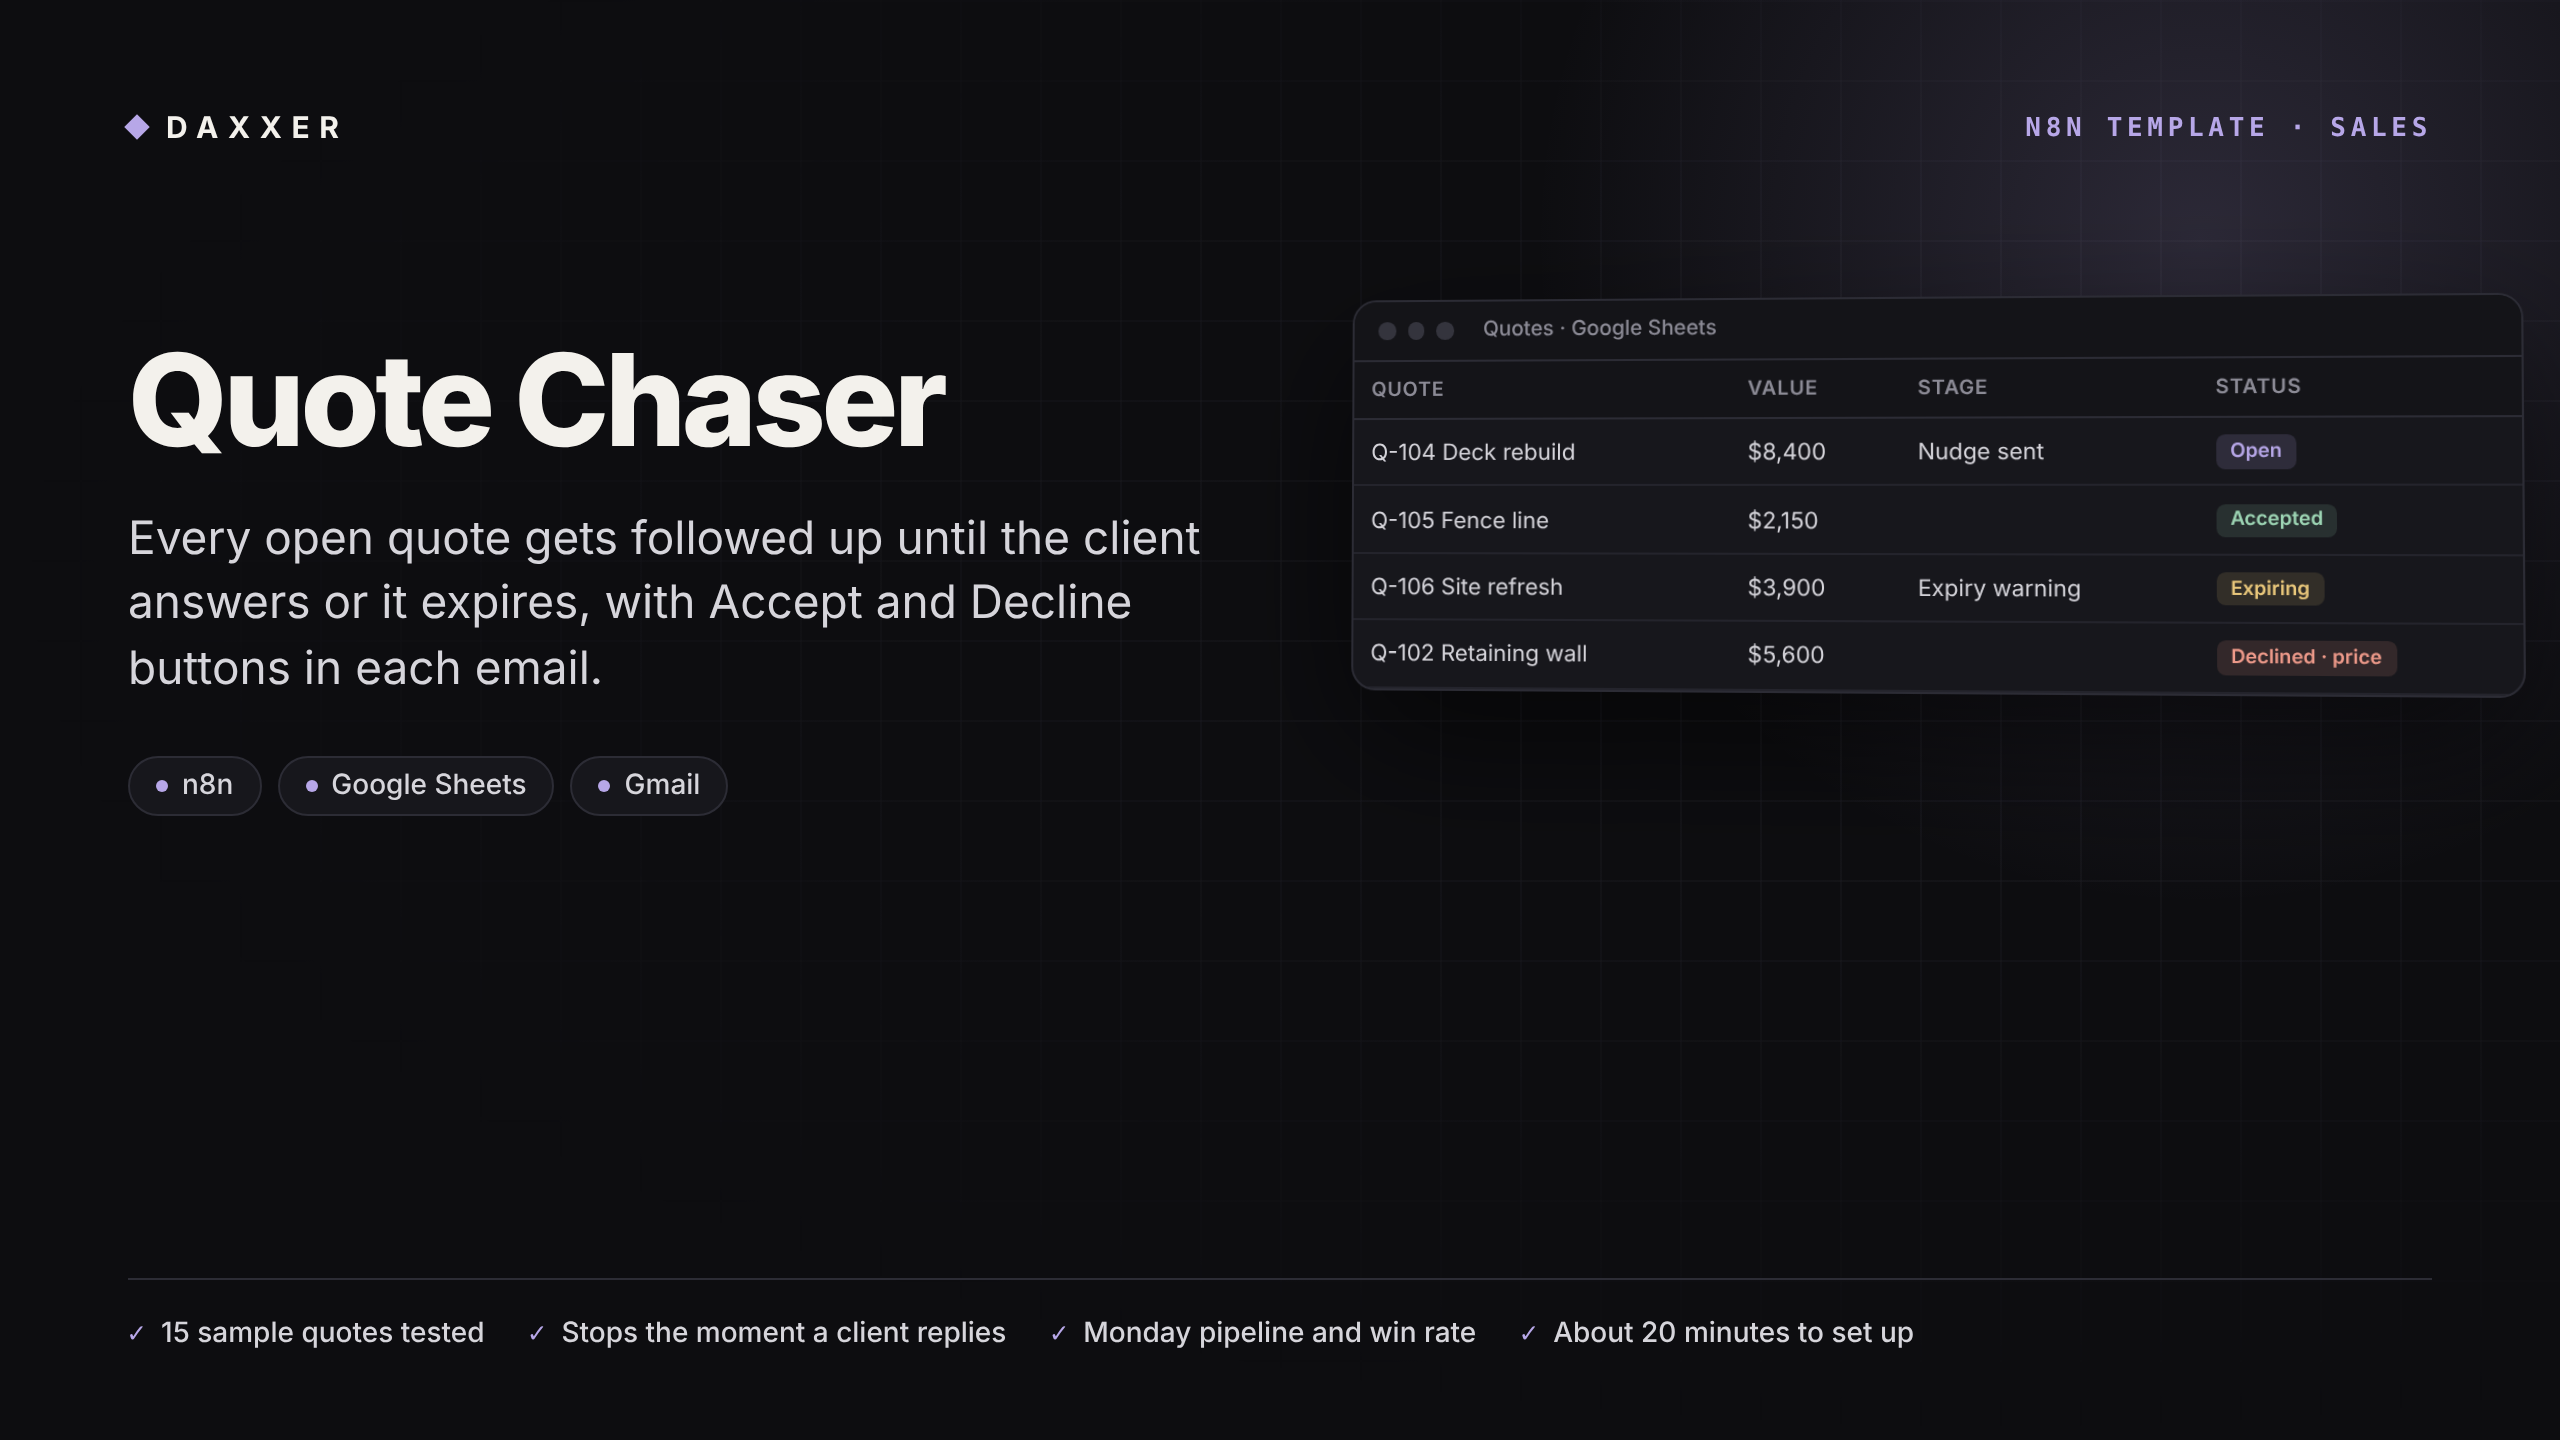 DAXXER
N8N TEMPLATE · SALES
Quote Chaser
Every open quote gets followed up until the client
answers or it expires, with Accept and Decline
buttons in each email.
n8n
Google Sheets
Gmail
Quotes · Google Sheets
QUOTE VALUE STAGE STATUS
Q-104 Deck rebuild $8,400 Nudge sent Open
Q-105 Fence line $2,150 Accepted
Q-106 Site refresh $3,900 Expiry warning Expiring
Q-102 Retaining wall $5,600 Declined · price
✓ 15 sample quotes tested ✓ Stops the moment a client replies ✓ Monday pipeline and win rate ✓ About 20 minutes to set up